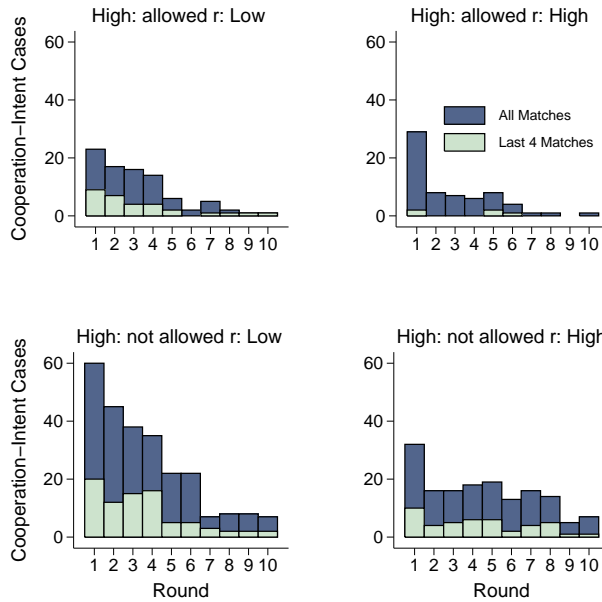 High: allowed r: Low
Cooperation−Intent Cases
60
40
20
0
1 2 3 4 5 6 7 8 9 10
High: allowed r: High
60
40
20
0
All Matches
Last 4 Matches
1 2 3 4 5 6 7 8 9 10
High: not allowed r: Low
Cooperation−Intent Cases
60
40
20
0
1 2 3 4 5 6 7 8 9 10
Round
High: not allowed r: High
60
40
20
0
1 2 3 4 5 6 7 8 9 10
Round